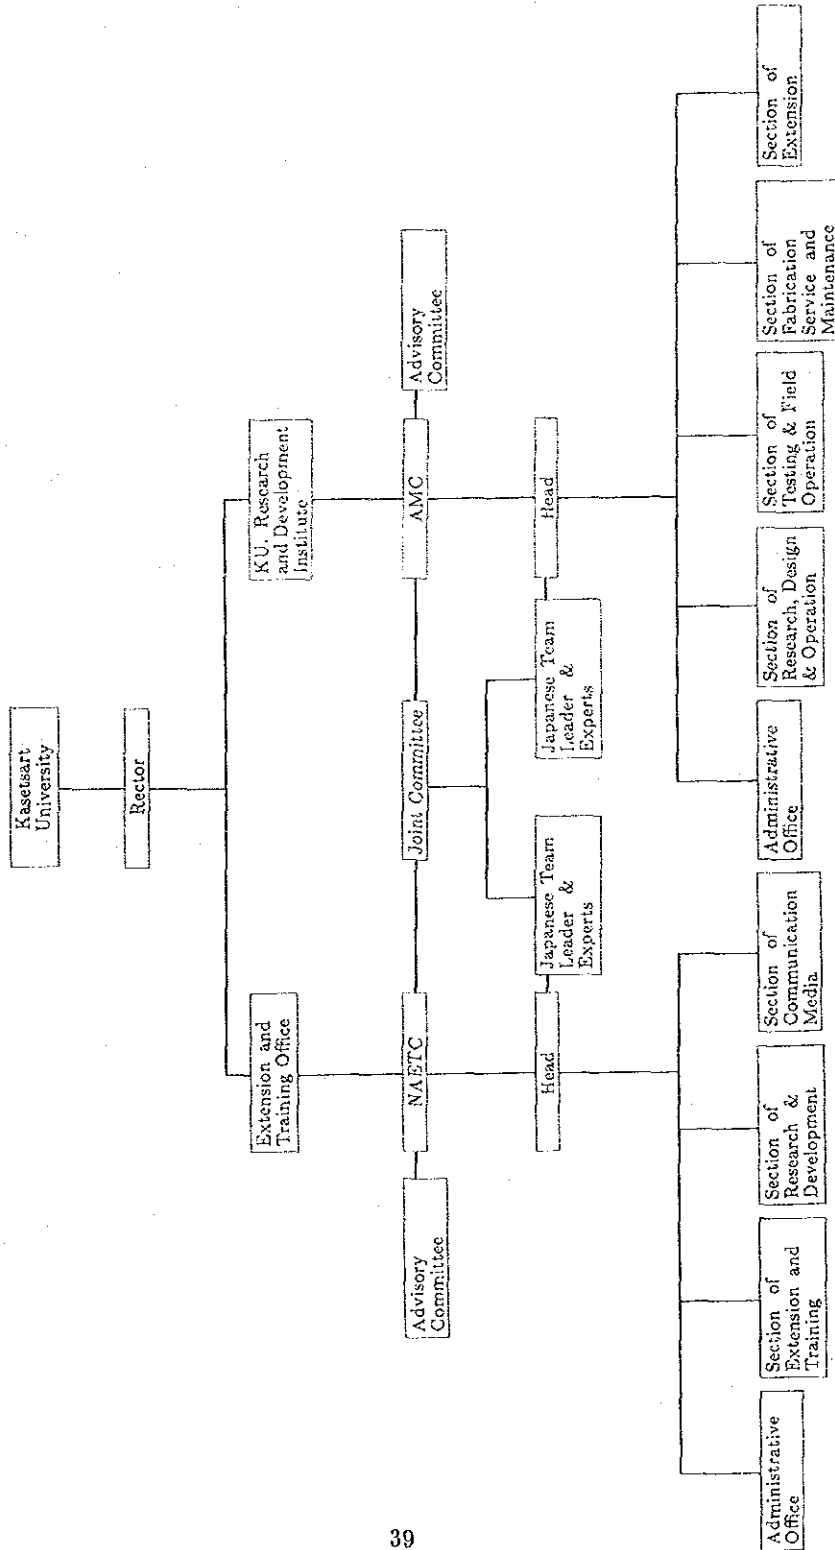 Kasetsart
University
Rector
Extension and
Training Office
KU. Research
and Development
Institute
Advisory
Committee
NAETC
Joint Committee
AMC
Advisory
Committee
Head
Japanese Team
Leader &
Experts
Japanese Team
Leader &
Experts
Head
Administrative
Office
Section of
Extension and
Training
Section of
Research &
Development
Section of
Communication
Media
Administrative
Office
Section of
Research, Design
& Operation
Section of
Testing & Field
Operation
Section of
Fabrication
Service and
Maintenance
Section of
Extension
39